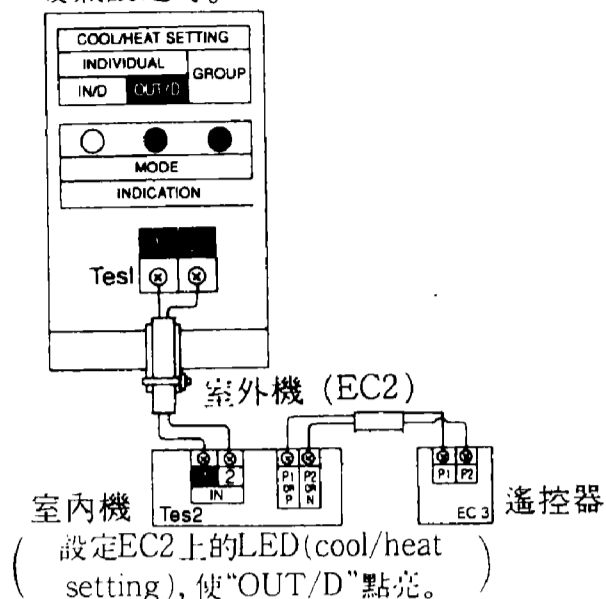 COOL/HEAT SETTING
INDIVIDUAL
GROUP
IN/D
OUT/D
MODE
INDICATION
Tes1
室外機 (EC2)
2
IN
P1 OR P
P2 OR N
P1 P2
室內機
Tes2
EC 3
遙控器
設定EC2上的LED(cool/heat
setting), 使“OUT/D”點亮。